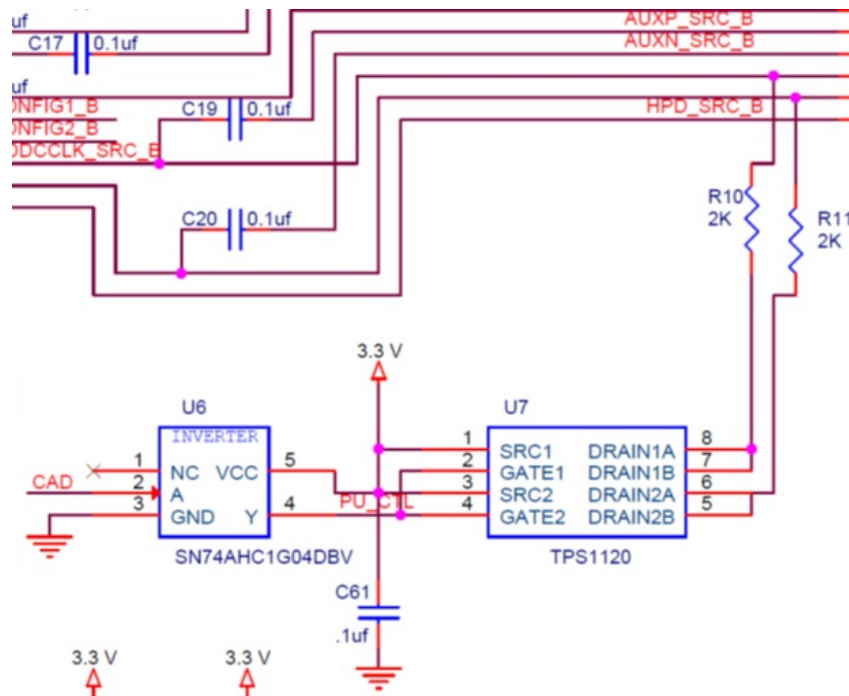 uf
AUXP_SRC_B
C17 0.1uf
AUXN_SRC_B
uf
ONFIG1_B
C19 0.1uf
HPD_SRC_B
ONFIG2_B
DDCCLK_SRC_B
R10
2K
C20 0.1uf
R11
2K
3.3 V
U6
U7
INVERTER
1 NC VCC 5
CAD 2 A
3 GND Y 4
PU_CTL
SN74AHC1G04DBV
1 SRC1 DRAIN1A 8
2 GATE1 DRAIN1B 7
3 SRC2 DRAIN2A 6
4 GATE2 DRAIN2B 5
TPS1120
C61
.1uf
3.3 V
3.3 V